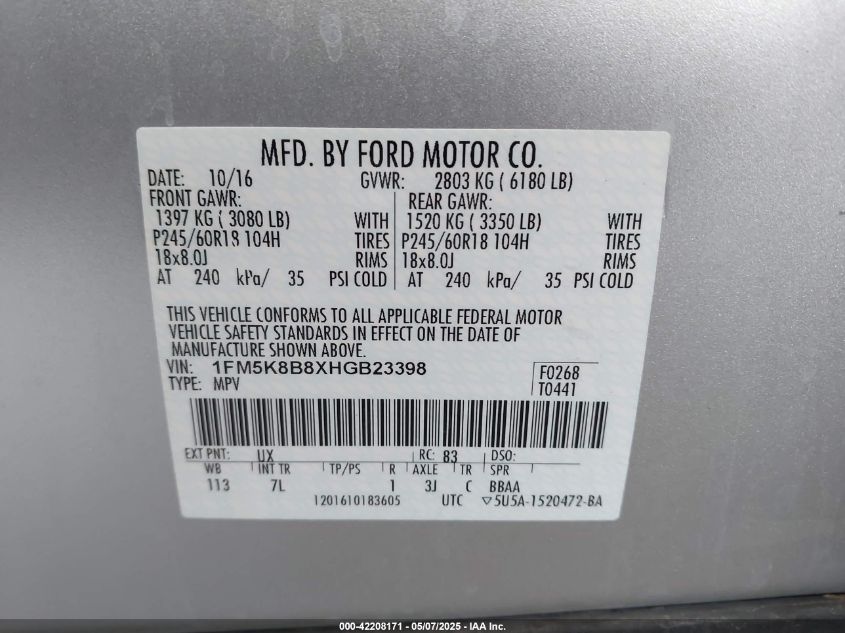 MFD. BY FORD MOTOR CO.
DATE: 10/16 GVWR: 2803 KG ( 6180 LB)
FRONT GAWR: REAR GAWR:
1397 KG ( 3080 LB) WITH 1520 KG ( 3350 LB) WITH
P245/60R18 104H TIRES P245/60R18 104H TIRES
18x8.0J RIMS 18x8.0J RIMS
AT 240 kPa/ 35 PSI COLD AT 240 kPa/ 35 PSI COLD
THIS VEHICLE CONFORMS TO ALL APPLICABLE FEDERAL MOTOR
VEHICLE SAFETY STANDARDS IN EFFECT ON THE DATE OF
MANUFACTURE SHOWN ABOVE.
VIN: 1FM5K8B8XHGB23398 F0268
TYPE: MPV T0441
EXT PNT: UX RC: 83 DSO:
WB INT TR TP/PS R AXLE TR SPR
113 7L 1 3J C BBAA
1201610183605 UTC ▽5U5A-1520472-BA
000-42208171 — 05/07/2025 - IAA Inc.